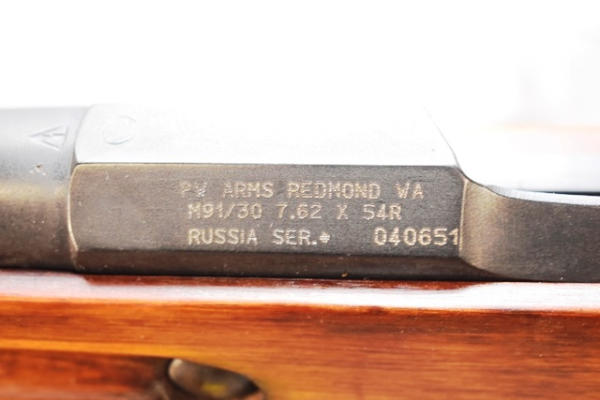 PW ARMS REDMOND WA
M91/30 7.62 X 54R
RUSSIA SER.* 040651